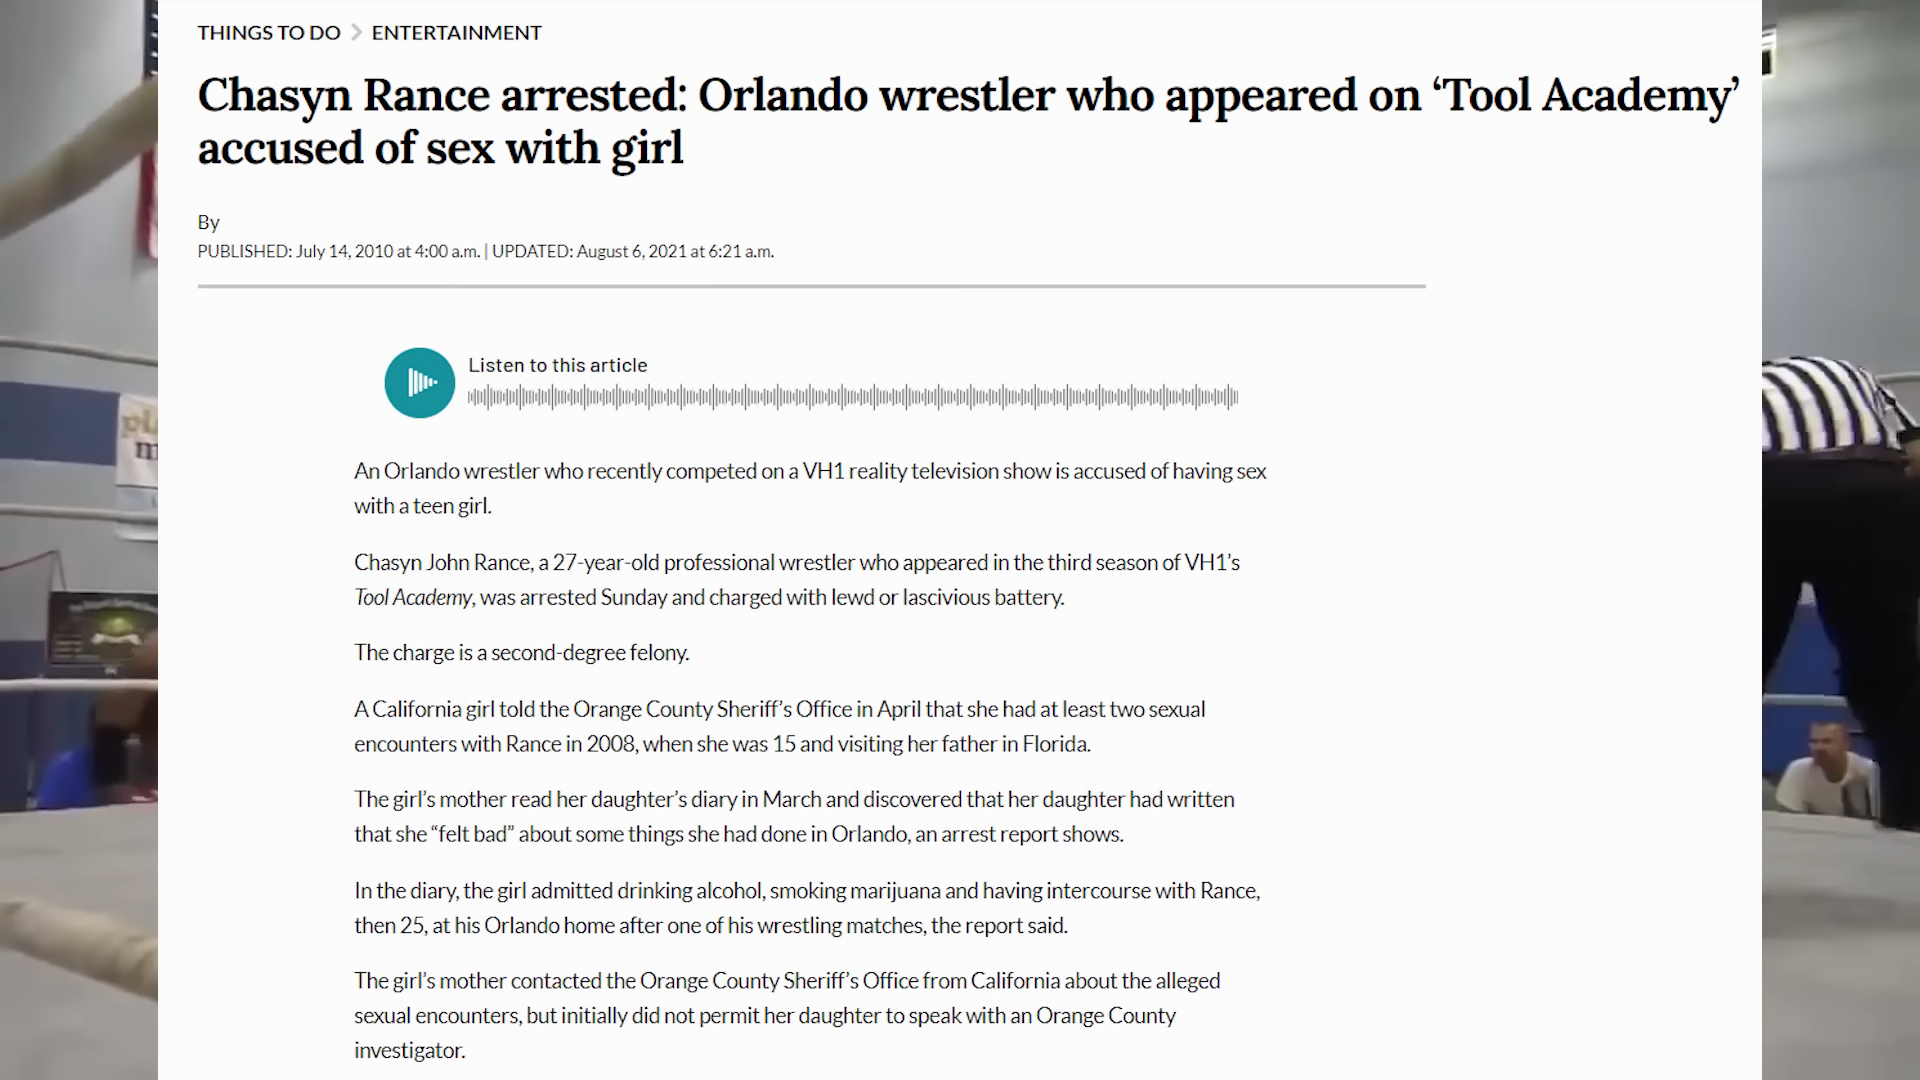 THINGS TO DO > ENTERTAINMENT
Chasyn Rance arrested: Orlando wrestler who appeared on ‘Tool Academy’
accused of sex with girl
By
PUBLISHED: July 14, 2010 at 4:00 a.m. | UPDATED: August 6, 2021 at 6:21 a.m.
Listen to this article
An Orlando wrestler who recently competed on a VH1 reality television show is accused of having sex
with a teen girl.
Chasyn John Rance, a 27-year-old professional wrestler who appeared in the third season of VH1’s
Tool Academy, was arrested Sunday and charged with lewd or lascivious battery.
The charge is a second-degree felony.
A California girl told the Orange County Sheriff’s Office in April that she had at least two sexual
encounters with Rance in 2008, when she was 15 and visiting her father in Florida.
The girl’s mother read her daughter’s diary in March and discovered that her daughter had written
that she “felt bad” about some things she had done in Orlando, an arrest report shows.
In the diary, the girl admitted drinking alcohol, smoking marijuana and having intercourse with Rance,
then 25, at his Orlando home after one of his wrestling matches, the report said.
The girl’s mother contacted the Orange County Sheriff’s Office from California about the alleged
sexual encounters, but initially did not permit her daughter to speak with an Orange County
investigator.